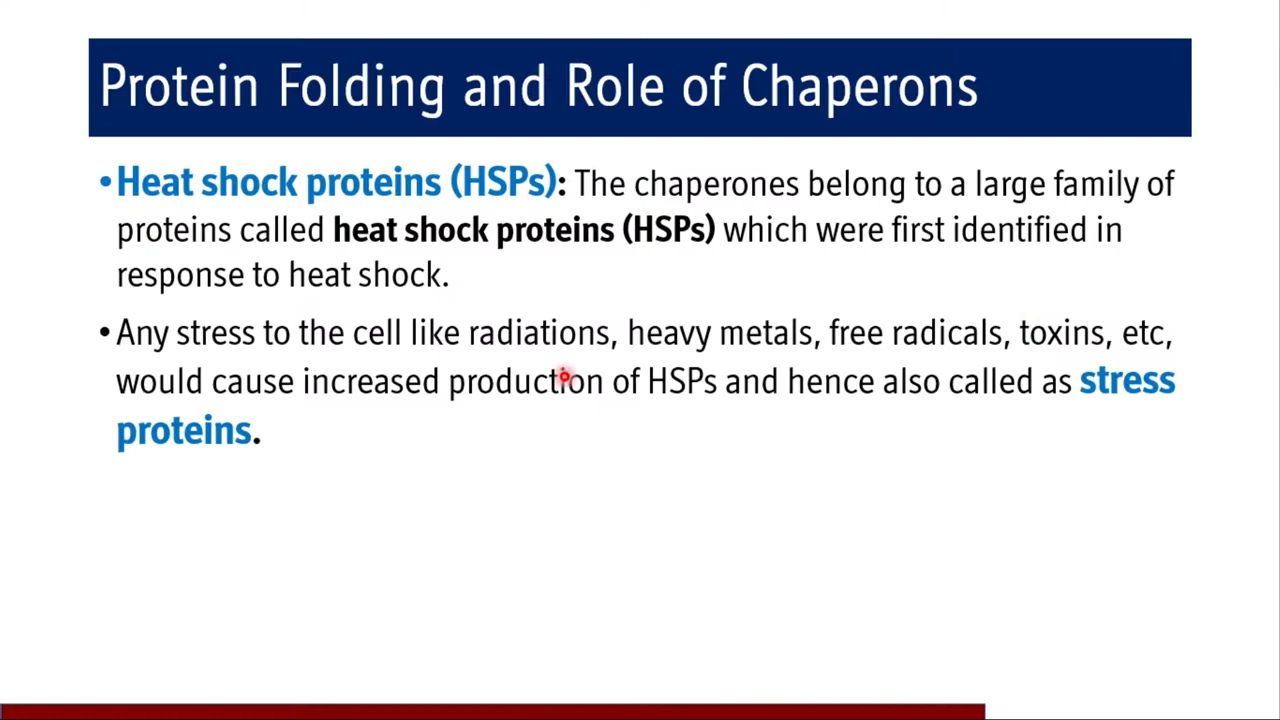 Protein Folding and Role of Chaperons
•Heat shock proteins (HSPs): The chaperones belong to a large family of
proteins called heat shock proteins (HSPs) which were first identified in
response to heat shock.
•Any stress to the cell like radiations, heavy metals, free radicals, toxins, etc,
would cause increased production of HSPs and hence also called as stress
proteins.